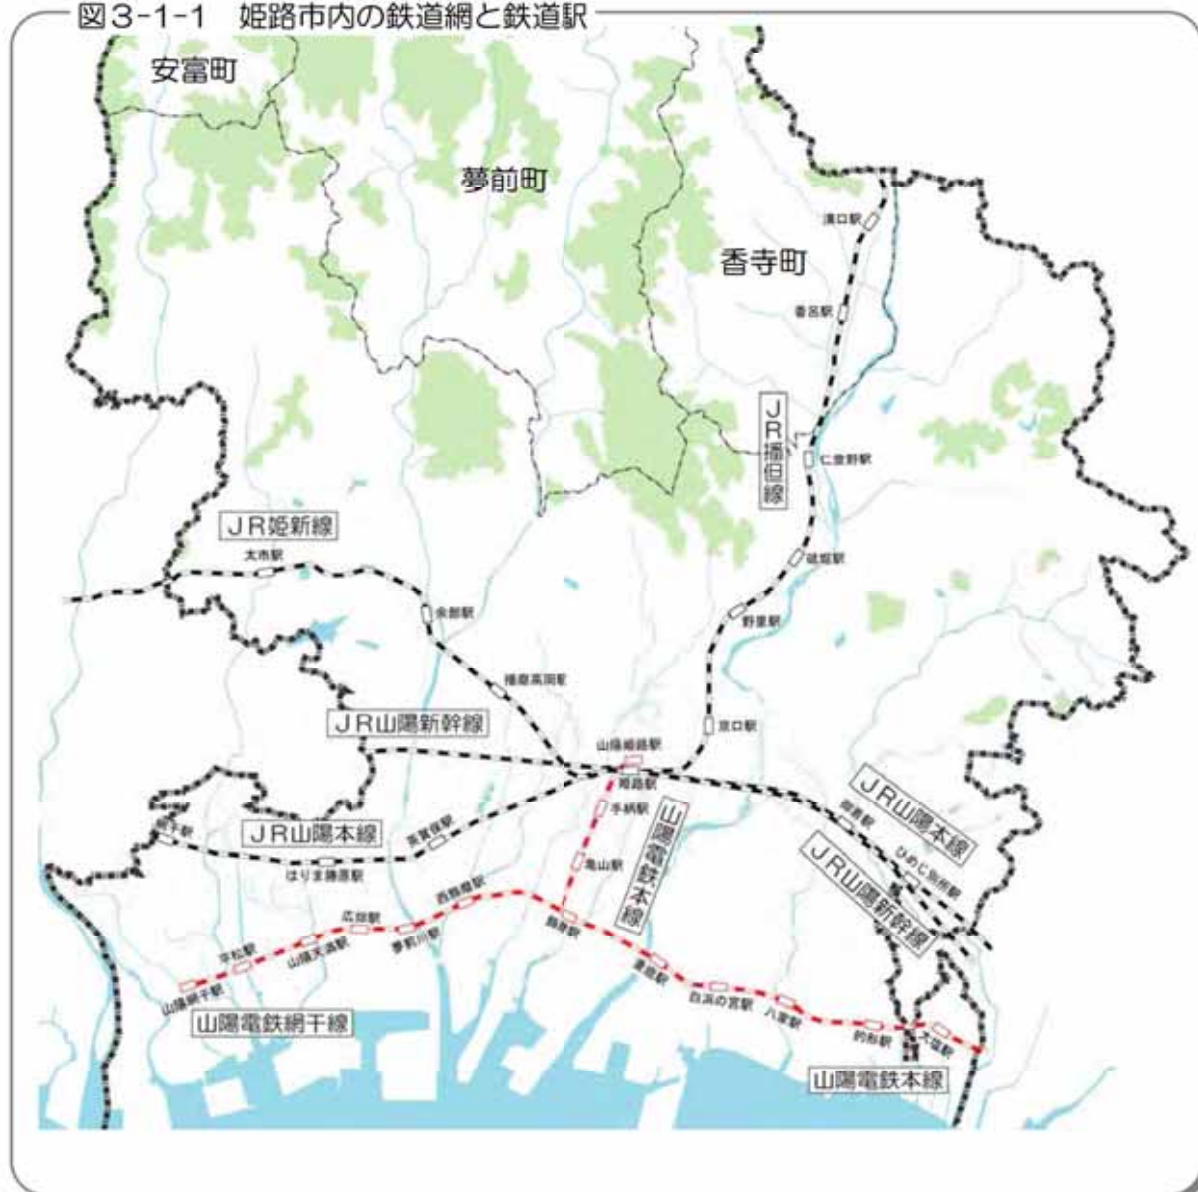 図3-1-1 姫路市内の鉄道網と鉄道駅
安富町
夢前町
溝口駅
香寺町
香呂駅
JR播但線
仁豊野駅
JR姫新線
太市駅
砥堀駅
余部駅
野里駅
播磨高岡駅
JR山陽新幹線
京口駅
山陽姫路駅
姫路駅
手柄駅
JR山陽本線
御着駅
網干駅
JR山陽本線
英賀保駅
はりま勝原駅
亀山駅
山陽電鉄本線
ひめじ別所駅
JR山陽新幹線
西飾磨駅
広畑駅
飾磨駅
夢前川駅
平松駅
山陽天満駅
妻鹿駅
山陽網干駅
白浜の宮駅
八家駅
山陽電鉄網干線
的形駅
大塩駅
山陽電鉄本線